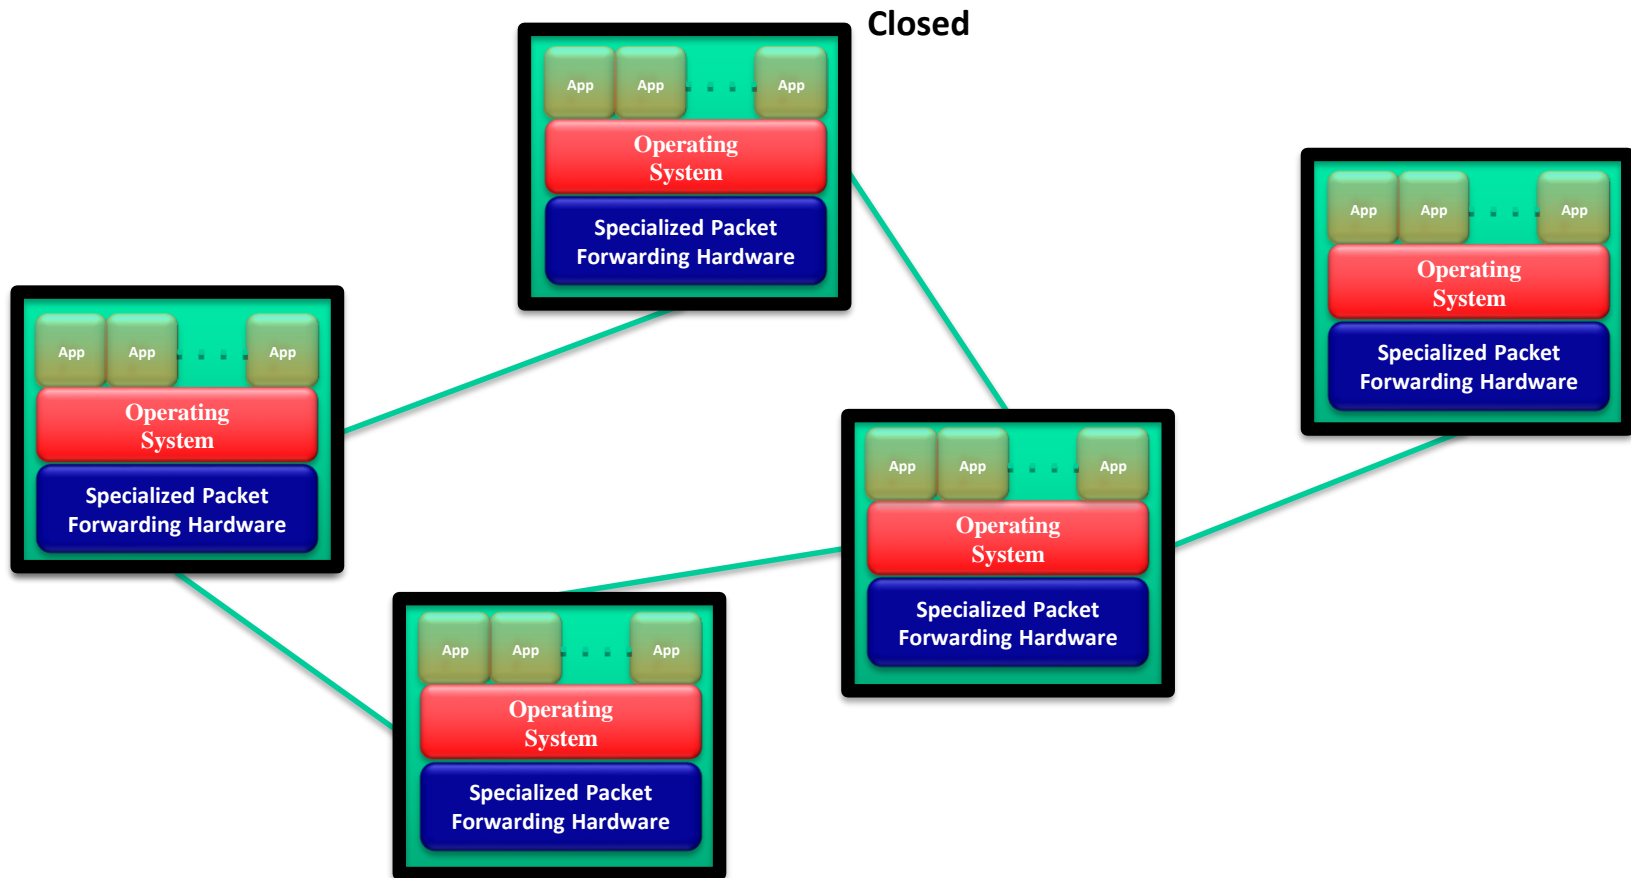 Closed
App App . . . . App
Operating
System
Specialized Packet
Forwarding Hardware
App App . . . . App
Operating
System
Specialized Packet
Forwarding Hardware
App App . . . . App
Operating
System
Specialized Packet
Forwarding Hardware
App App . . . . App
Operating
System
Specialized Packet
Forwarding Hardware
App App . . . . App
Operating
System
Specialized Packet
Forwarding Hardware